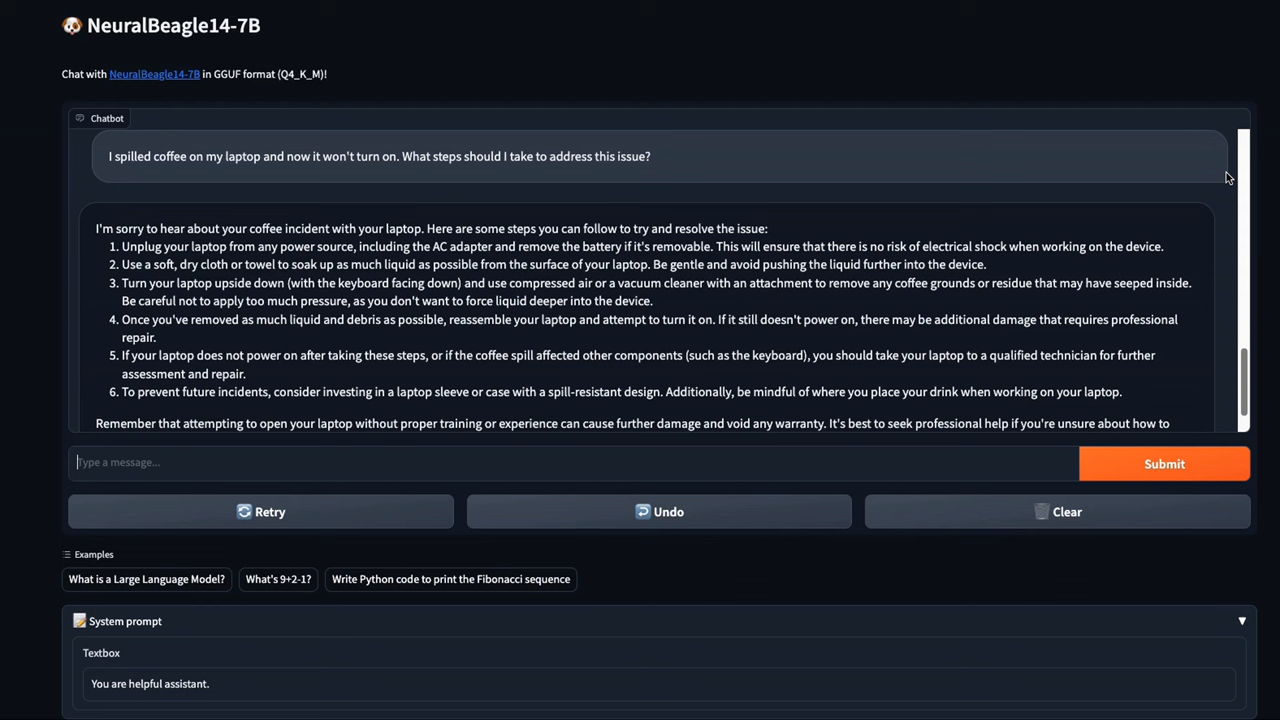 NeuralBeagle14-7B
Chat with NeuralBeagle14-7B in GGUF format (Q4_K_M)!
Chatbot
I spilled coffee on my laptop and now it won't turn on. What steps should I take to address this issue?
I'm sorry to hear about your coffee incident with your laptop. Here are some steps you can follow to try and resolve the issue:
1. Unplug your laptop from any power source, including the AC adapter and remove the battery if it's removable. This will ensure that there is no risk of electrical shock when working on the device.
2. Use a soft, dry cloth or towel to soak up as much liquid as possible from the surface of your laptop. Be gentle and avoid pushing the liquid further into the device.
3. Turn your laptop upside down (with the keyboard facing down) and use compressed air or a vacuum cleaner with an attachment to remove any coffee grounds or residue that may have seeped inside.
Be careful not to apply too much pressure, as you don't want to force liquid deeper into the device.
4. Once you've removed as much liquid and debris as possible, reassemble your laptop and attempt to turn it on. If it still doesn't power on, there may be additional damage that requires professional
repair.
5. If your laptop does not power on after taking these steps, or if the coffee spill affected other components (such as the keyboard), you should take your laptop to a qualified technician for further
assessment and repair.
6. To prevent future incidents, consider investing in a laptop sleeve or case with a spill-resistant design. Additionally, be mindful of where you place your drink when working on your laptop.
Remember that attempting to open your laptop without proper training or experience can cause further damage and void any warranty. It's best to seek professional help if you're unsure about how to
Type a message...
Submit
Retry
Undo
Clear
Examples
What is a Large Language Model?
What's 9+2-1?
Write Python code to print the Fibonacci sequence
System prompt
Textbox
You are helpful assistant.